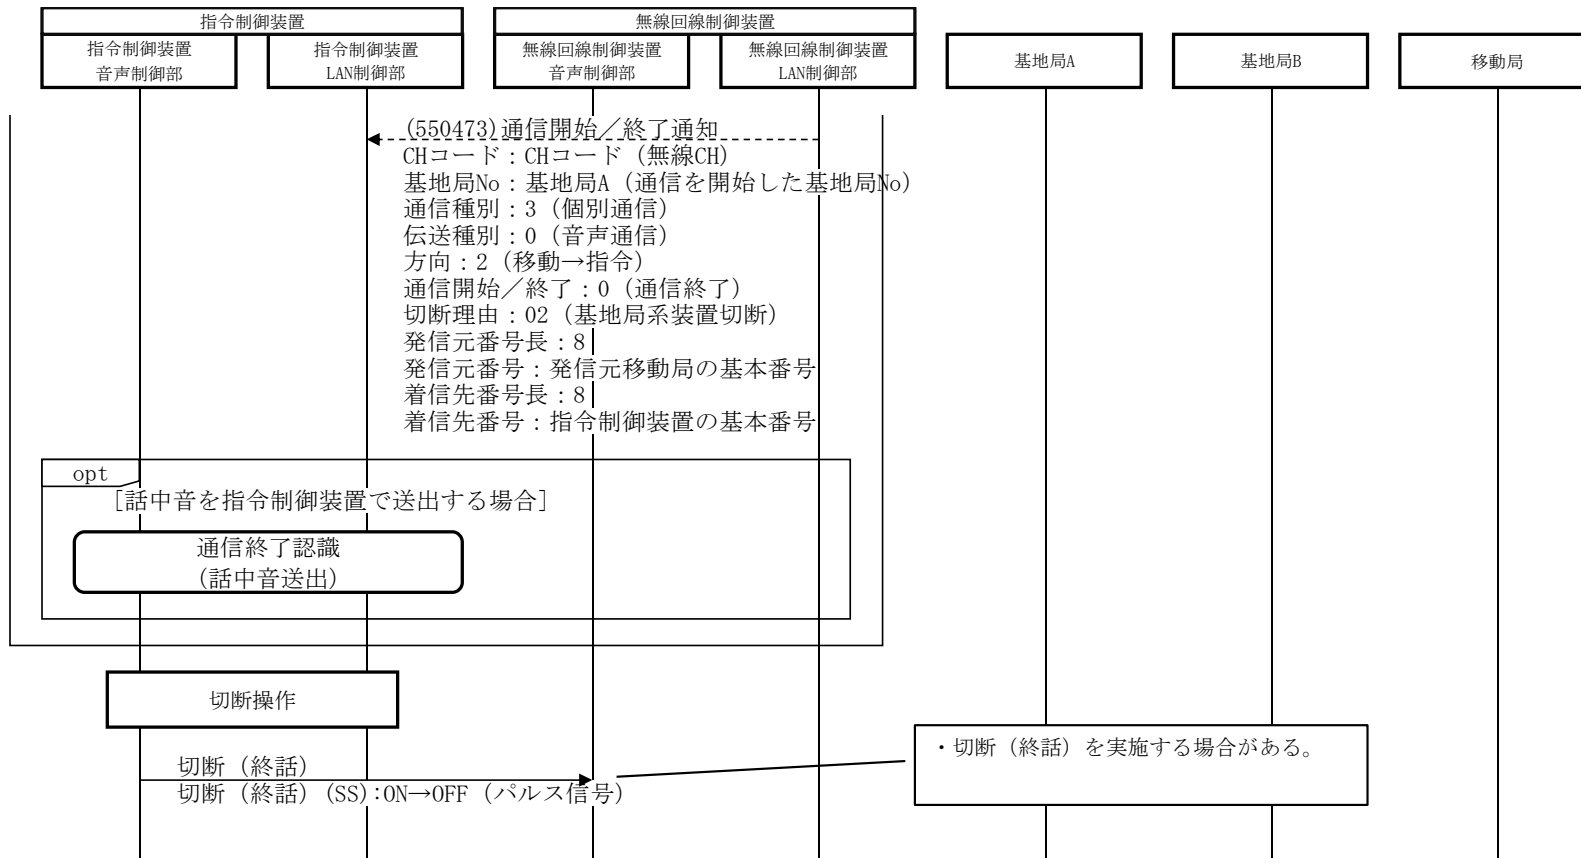 指令制御装置
無線回線制御装置
指令制御装置
音声制御部
指令制御装置
LAN制御部
無線回線制御装置
音声制御部
無線回線制御装置
LAN制御部
基地局A
基地局B
移動局
(550473)通信開始／終了通知
CHコード：CHコード（無線CH）
基地局No：基地局A（通信を開始した基地局No）
通信種別：3（個別通信）
伝送種別：0（音声通信）
方向：2（移動→指令）
通信開始／終了：0（通信終了）
切断理由：02（基地局系装置切断）
発信元番号長：8
発信元番号：発信元移動局の基本番号
着信先番号長：8
着信先番号：指令制御装置の基本番号
opt
［話中音を指令制御装置で送出する場合］
通信終了認識
（話中音送出）
切断操作
・切断（終話）を実施する場合がある。
切断（終話）
切断（終話）(SS):ON→OFF（パルス信号）